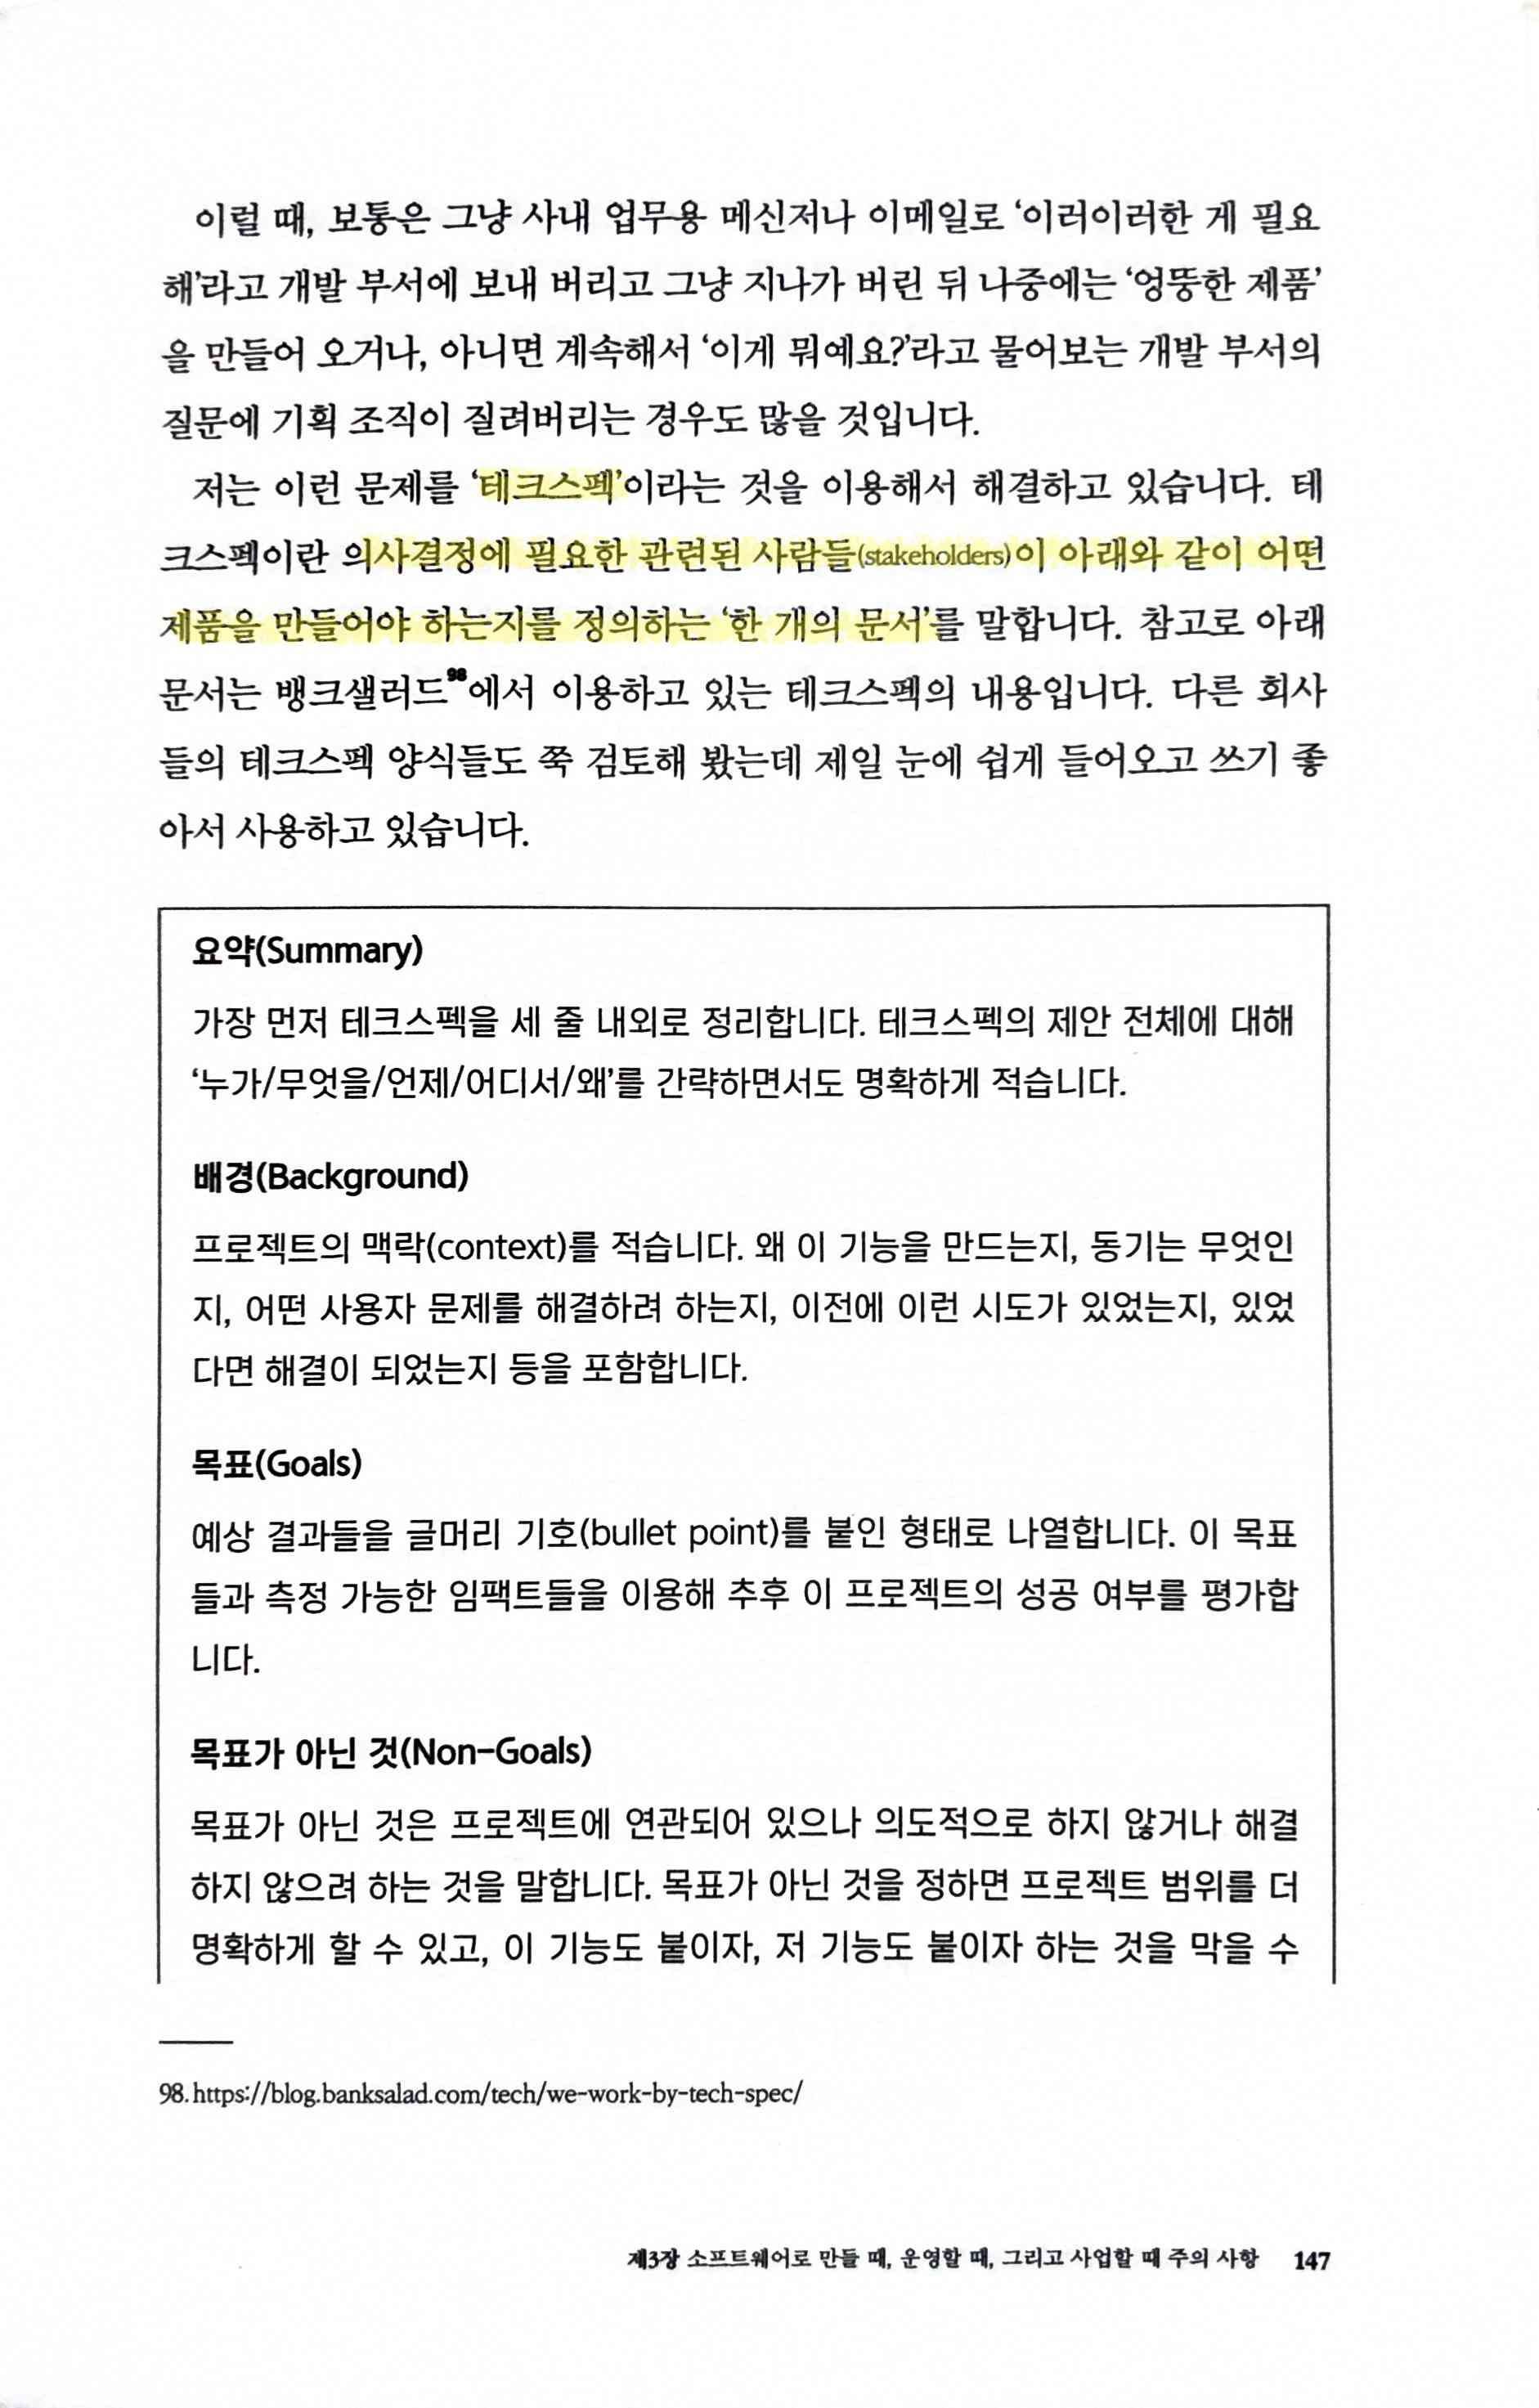 이럴 때, 보통은 그냥 사내 업무용 메신저나 이메일로 ‘이러이러한 게 필요
해’라고 개발 부서에 보내 버리고 그냥 지나가 버린 뒤 나중에는 ‘엉뚱한 제품’
을 만들어 오거나, 아니면 계속해서 ‘이게 뭐예요?’라고 물어보는 개발 부서의
질문에 기획 조직이 질려버리는 경우도 많을 것입니다.
저는 이런 문제를 ‘테크스펙’이라는 것을 이용해서 해결하고 있습니다. 테
크스펙이란 의사결정에 필요한 관련된 사람들(stakeholders)이 아래와 같이 어떤
제품을 만들어야 하는지를 정의하는 ‘한 개의 문서’를 말합니다. 참고로 아래
문서는 뱅크샐러드98에서 이용하고 있는 테크스펙의 내용입니다. 다른 회사
들의 테크스펙 양식들도 쭉 검토해 봤는데 제일 눈에 쉽게 들어오고 쓰기 좋
아서 사용하고 있습니다.
요약(Summary)
가장 먼저 테크스펙을 세 줄 내외로 정리합니다. 테크스펙의 제안 전체에 대해
‘누가/무엇을/언제/어디서/왜’를 간략하면서도 명확하게 적습니다.
배경(Background)
프로젝트의 맥락(context)를 적습니다. 왜 이 기능을 만드는지, 동기는 무엇인
지, 어떤 사용자 문제를 해결하려 하는지, 이전에 이런 시도가 있었는지, 있었
다면 해결이 되었는지 등을 포함합니다.
목표(Goals)
예상 결과들을 글머리 기호(bullet point)를 붙인 형태로 나열합니다. 이 목표
들과 측정 가능한 임팩트들을 이용해 추후 이 프로젝트의 성공 여부를 평가합
니다.
목표가 아닌 것(Non-Goals)
목표가 아닌 것은 프로젝트에 연관되어 있으나 의도적으로 하지 않거나 해결
하지 않으려 하는 것을 말합니다. 목표가 아닌 것을 정하면 프로젝트 범위를 더
명확하게 할 수 있고, 이 기능도 붙이자, 저 기능도 붙이자 하는 것을 막을 수
98. https://blog.banksalad.com/tech/we-work-by-tech-spec/
제3장 소프트웨어로 만들 때, 운영할 때, 그리고 사업할 때 주의 사항 147